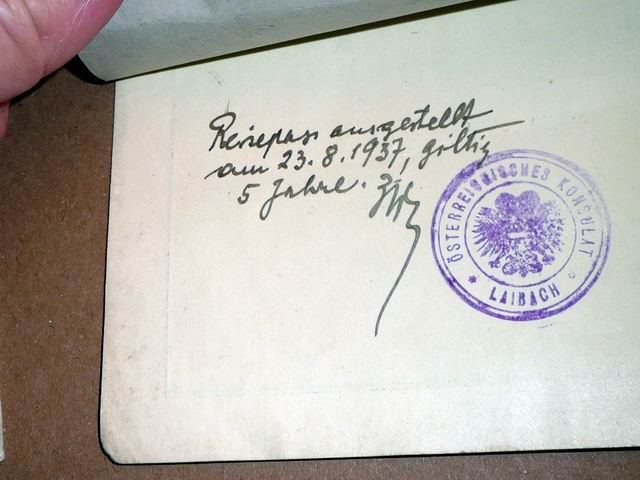 Reisepass ausgestellt
am 23.8.1937, giltig
5 Jahre.
ÖSTERREICHISCHES KONSULAT
* LAIBACH *